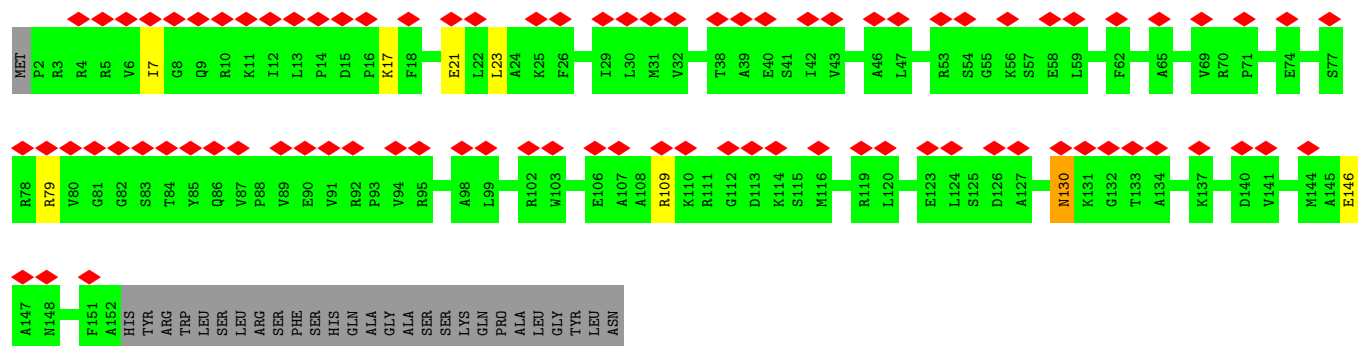 MET P2 R3 R4 R5 V6 I7 G8 Q9 R10 K11 I12 L13 P14 D15 P16 K17 F18 E21 L22 L23 A24 K25 F26 I29 L30 M31 V32 T38 A39 E40 S41 I42 V43 A46 L47 R53 S54 G55 K56 S57 E58 L59 F62 A65 V69 R70 P71 E74 S77
R78 R79 V80 G81 G82 S83 T84 Y85 Q86 V87 P88 V89 E90 V91 R92 P93 V94 R95 A98 L99 R102 W103 E106 A107 A108 R109 K110 R111 G112 D113 K114 S115 M116 R119 L120 E123 L124 S125 D126 A127 N130 K131 G132 T133 A134 K137 D140 V141 M144 A145 E146
A147 N148 F151 A152 HIS TYR ARG TRP LEU SER LEU ARG SER PHE SER HIS GLN ALA GLY ALA SER SER LYS GLN PRO ALA LEU GLY TYR LEU ASN